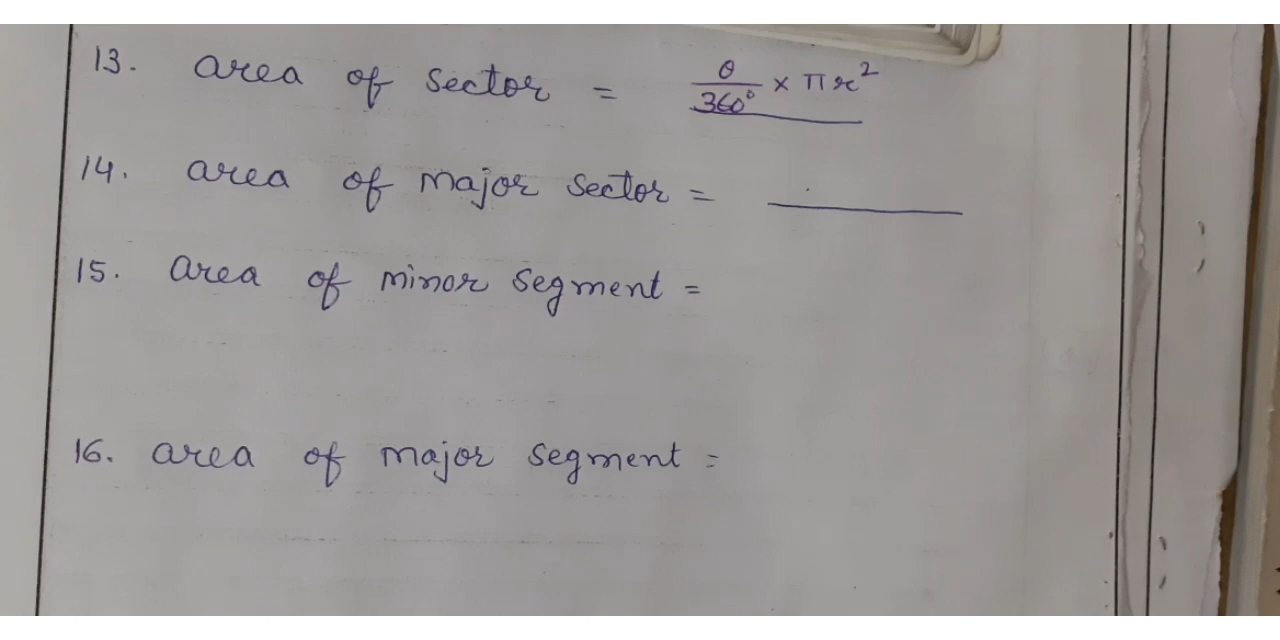 13. area of sector = θ/360° × πr²
14. area of major sector = ________
15. area of minor segment =
16. area of major segment =